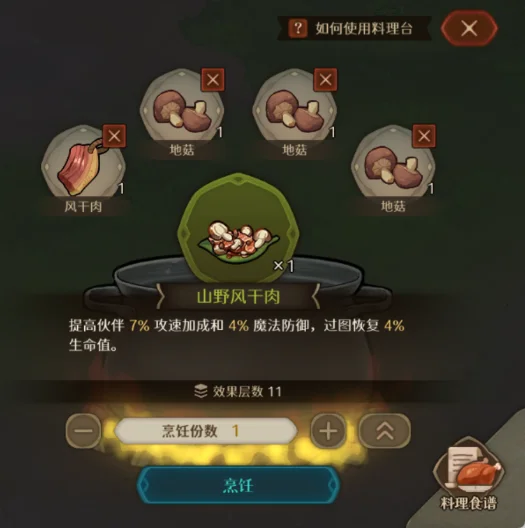 ? 如何使用料理台
1
地菇
1
地菇
1
风干肉
1
地菇
×1
山野风干肉
提高伙伴 7% 攻速加成和 4% 魔法防御，过图恢复 4%
生命值。
效果层数 11
烹饪份数 1
烹饪
料理食谱